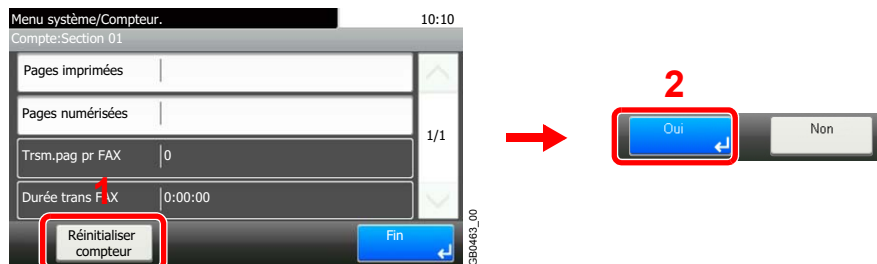 Menu système/Compteur. 10:10
Compte:Section 01
Pages imprimées
Pages numérisées
1/1
Trsm.pag pr FAX 0
Durée trans FAX 0:00:00
1
Réinitialiser
compteur
Fin
GB0463_00
2
Oui
Non